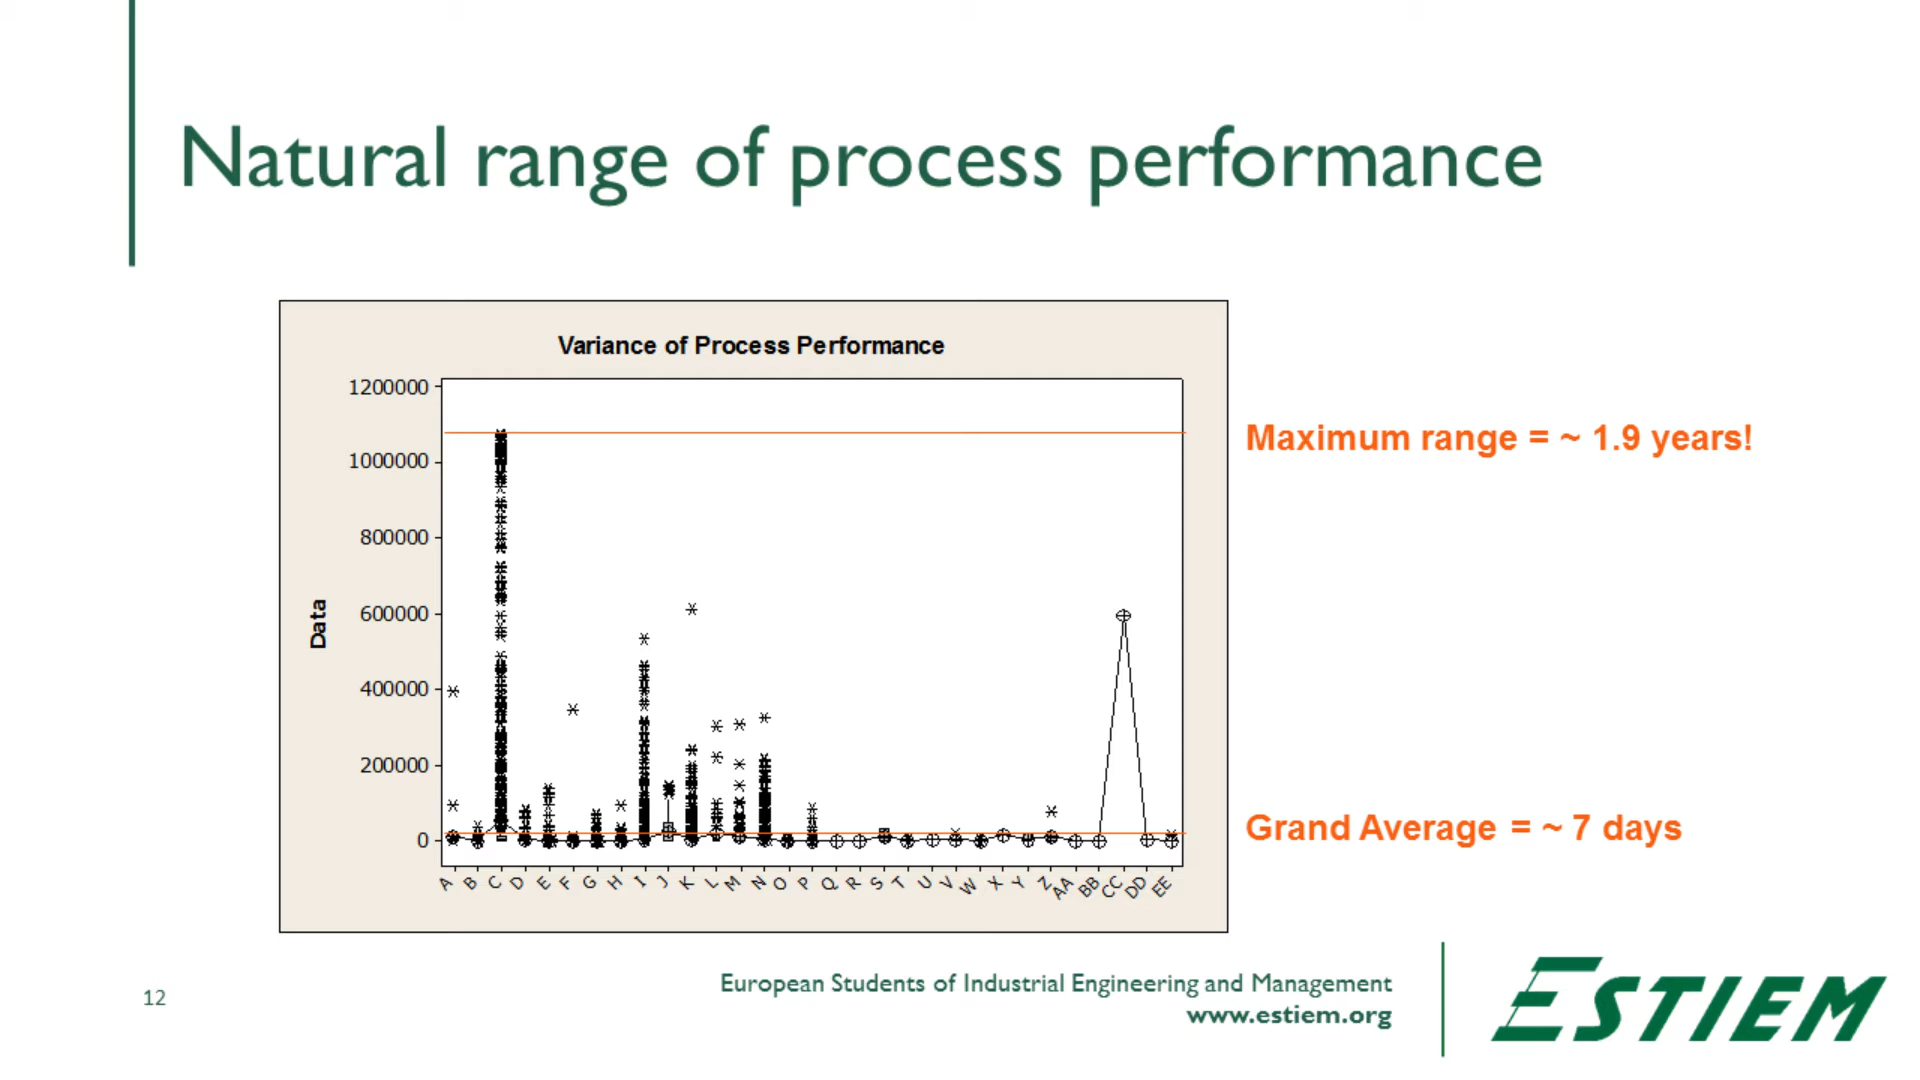 Natural range of process performance
Variance of Process Performance
1200000
1000000
800000
600000
400000
200000
0
Data
A B C D E F G H I J K L M N O P Q R S T U V W X Y Z AA BB CC DD EE
Maximum range = ~ 1.9 years!
Grand Average = ~ 7 days
12
European Students of Industrial Engineering and Management
www.estiem.org
ESTIEM